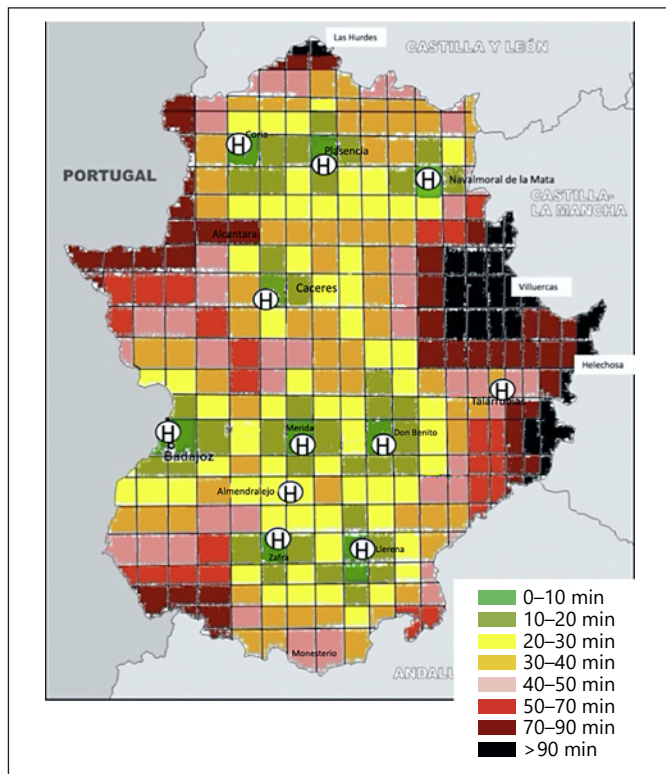 Las Hurdes
CASTILLA Y LEÓN
H
Coria
H
Plasencia
H
Navalmoral de la Mata
PORTUGAL
CASTILLA-
LA MANCHA
Alcantara
H
Caceres
Villuercas
Helechosa
H
Talarrubias
H
Badajoz
H
Merida
H
Don Benito
H
Almendralejo
H
Zafra
H
Llerena
Monesterio
0–10 min
10–20 min
20–30 min
30–40 min
40–50 min
50–70 min
70–90 min
>90 min